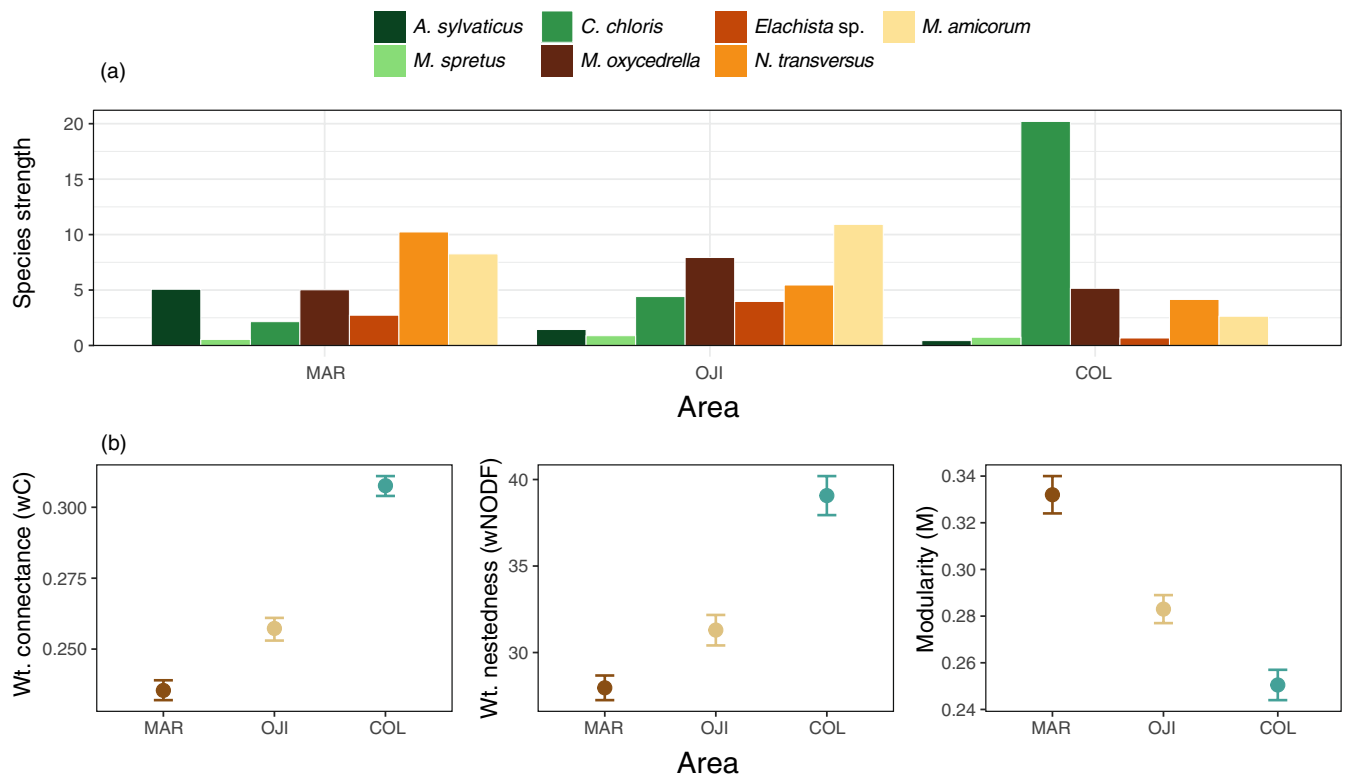 A. sylvaticus C. chloris Elachista sp. M. amicorum
M. spretus M. oxycedrella N. transversus
(a)
Species strength
20
15
10
5
0
MAR OJI COL
Area
(b)
Wt. connectance (wC)
0.300
0.275
0.250
MAR OJI COL
Wt. nestedness (wNODF)
40
35
30
MAR OJI COL
Area
Modularity (M)
0.34
0.32
0.30
0.28
0.26
0.24
MAR OJI COL